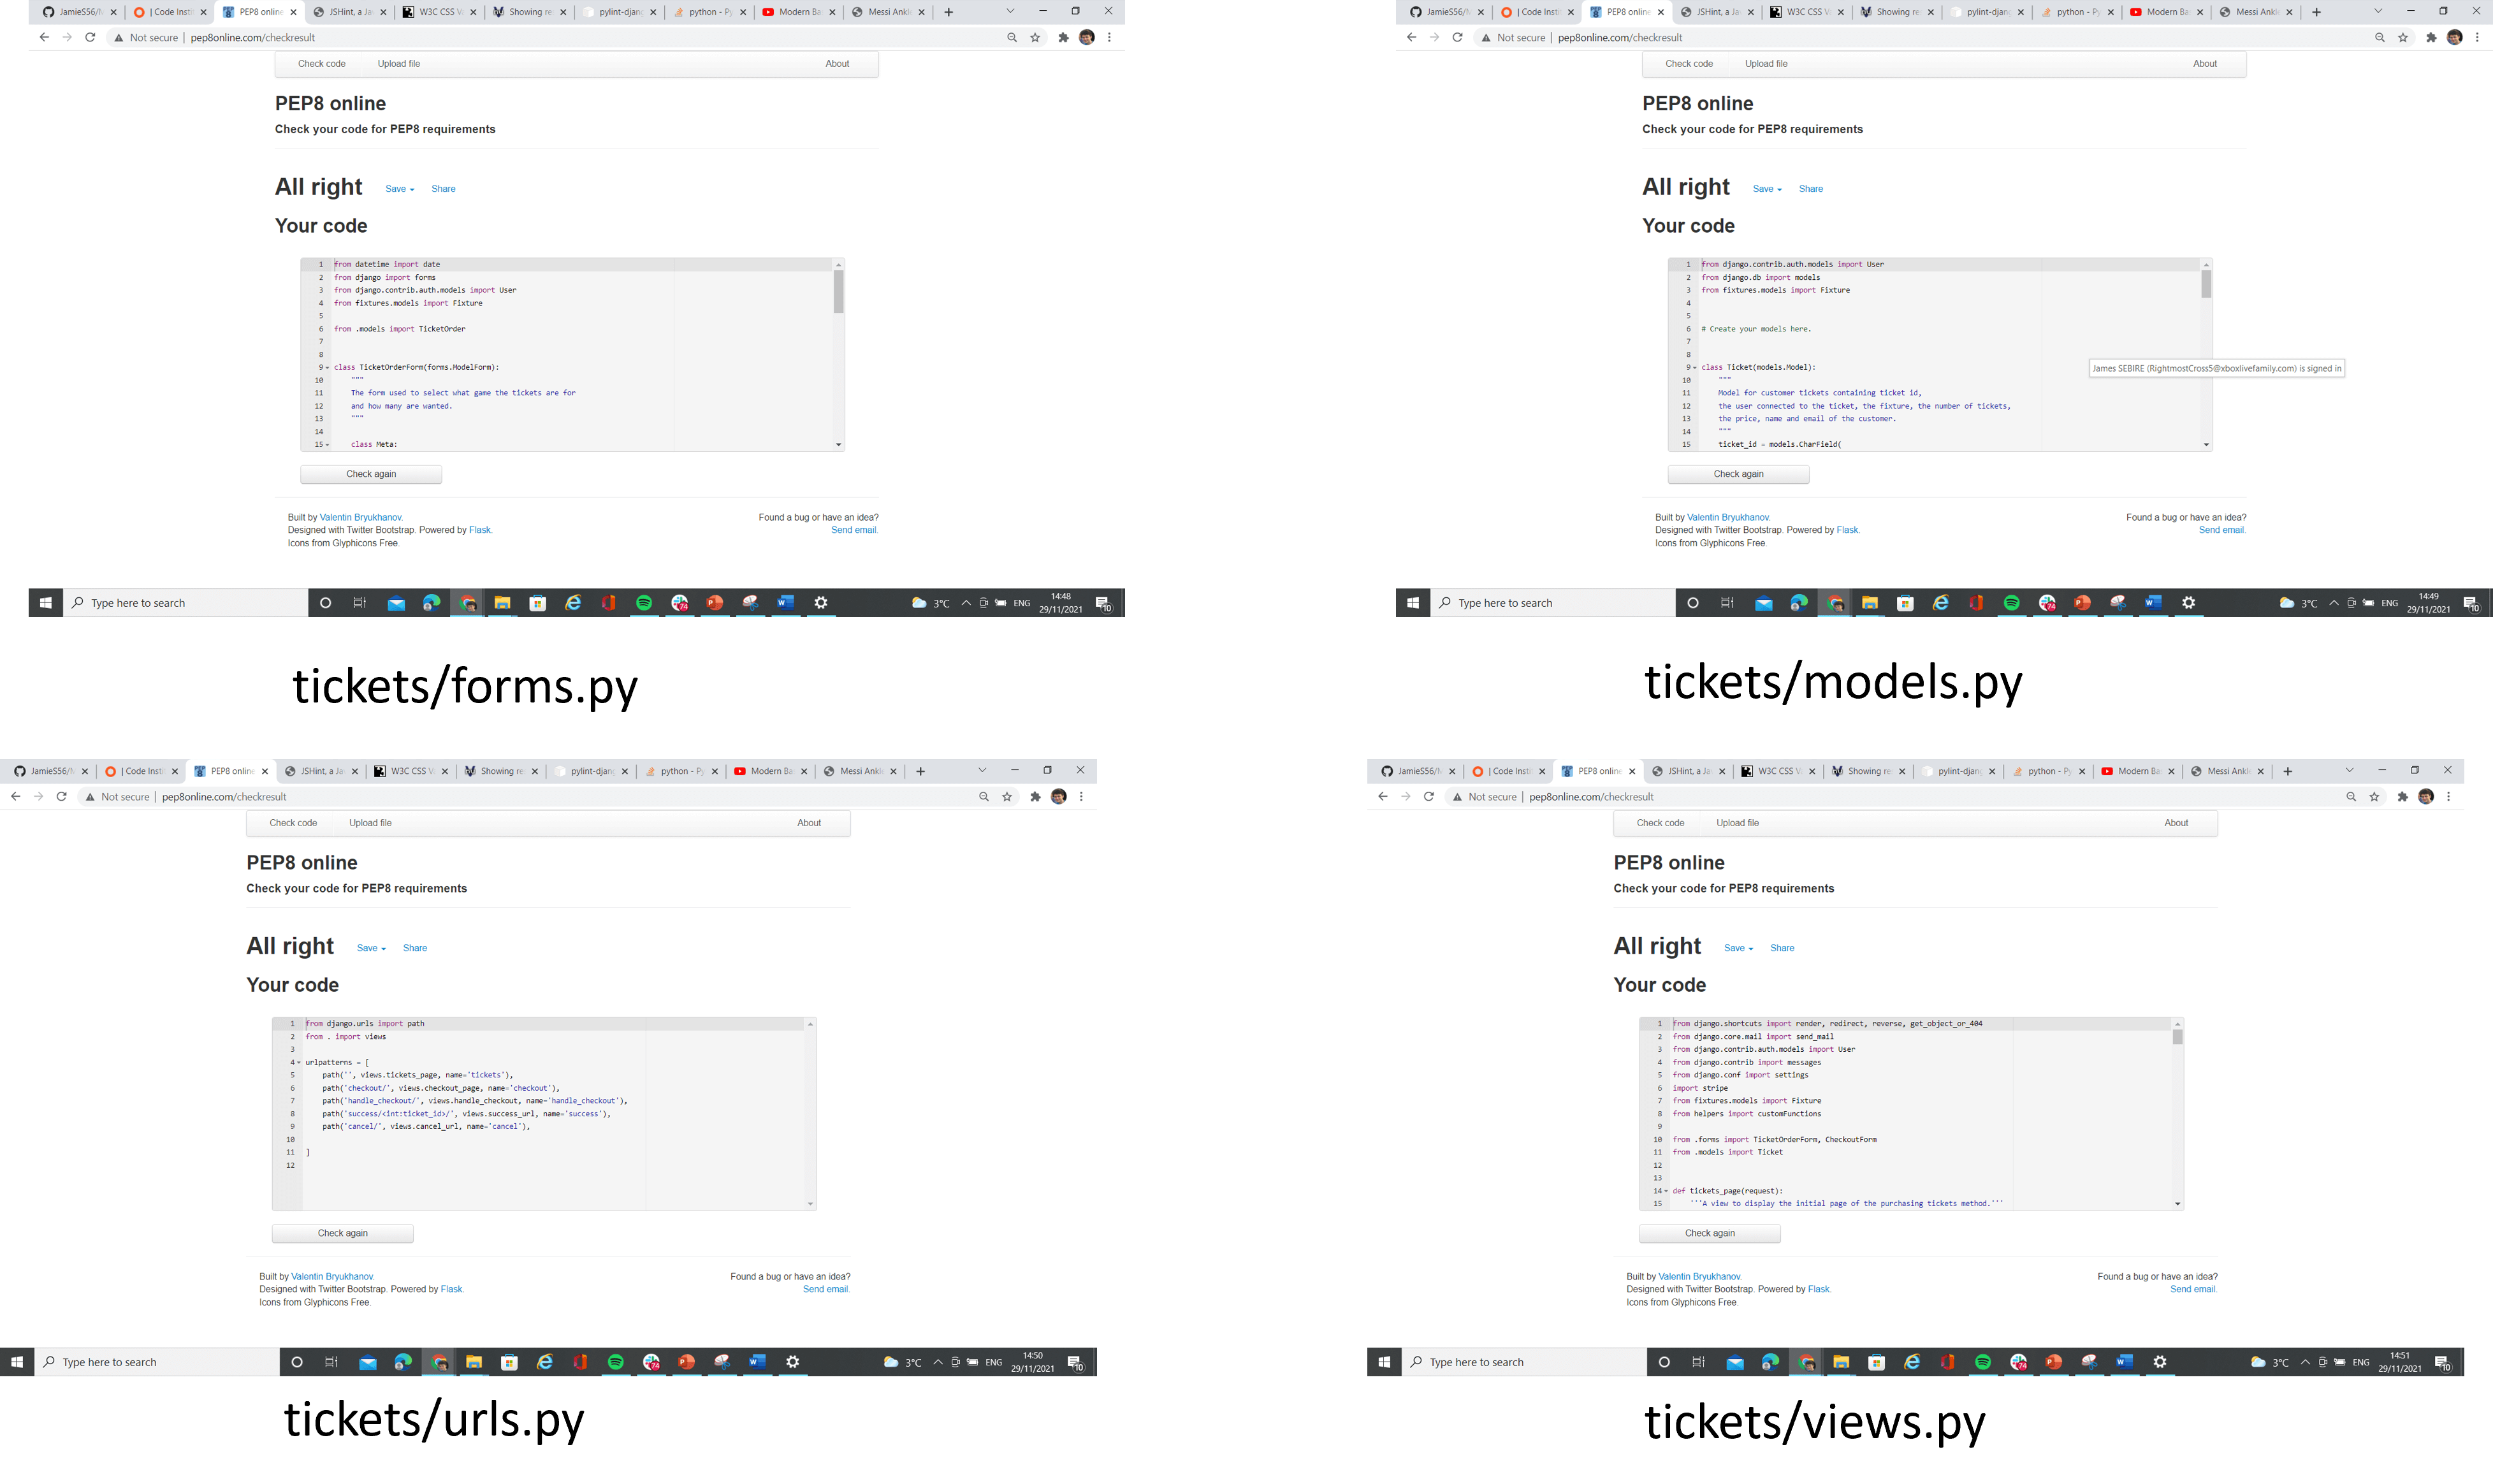 JamieS56/M
| Code Insti
PEP8 online
JSHint, a Ja
W3C CSS V
Showing re
pylint-djang
python - Py
Modern Ba
Messi Ankl
Not secure | pep8online.com/checkresult
Check code Upload file About
PEP8 online
Check your code for PEP8 requirements
All right Save Share
Your code
1 from datetime import date
2 from django import forms
3 from django.contrib.auth.models import User
4 from fixtures.models import Fixture
5
6 from .models import TicketOrder
7
8
9 class TicketOrderForm(forms.ModelForm):
10 """
11 The form used to select what game the tickets are for
12 and how many are wanted.
13 """
14
15 class Meta:
Check again
Built by Valentin Bryukhanov. Found a bug or have an idea?
Designed with Twitter Bootstrap. Powered by Flask. Send email.
Icons from Glyphicons Free.
Type here to search 74 3°C ENG 14:48
29/11/2021 10
tickets/forms.py
JamieS56/M
| Code Insti
PEP8 online
JSHint, a Ja
W3C CSS V
Showing re
pylint-djang
python - Py
Modern Ba
Messi Ankl
Not secure | pep8online.com/checkresult
Check code Upload file About
PEP8 online
Check your code for PEP8 requirements
All right Save Share
Your code
1 from django.contrib.auth.models import User
2 from django.db import models
3 from fixtures.models import Fixture
4
5
6 # Create your models here.
7
8
9 class Ticket(models.Model):
10 """
11 Model for customer tickets containing ticket id,
12 the user connected to the ticket, the fixture, the number of tickets,
13 the price, name and email of the customer.
14 """
15 ticket_id = models.CharField(
James SEBIRE (RightmostCross5@xboxlivefamily.com) is signed in
Check again
Built by Valentin Bryukhanov. Found a bug or have an idea?
Designed with Twitter Bootstrap. Powered by Flask. Send email.
Icons from Glyphicons Free.
Type here to search 74 3°C ENG 14:49
29/11/2021 10
tickets/models.py
JamieS56/M
| Code Insti
PEP8 online
JSHint, a Ja
W3C CSS V
Showing re
pylint-djang
python - Py
Modern Ba
Messi Ankl
Not secure | pep8online.com/checkresult
Check code Upload file About
PEP8 online
Check your code for PEP8 requirements
All right Save Share
Your code
1 from django.urls import path
2 from . import views
3
4 urlpatterns = [
5 path('', views.tickets_page, name='tickets'),
6 path('checkout/', views.checkout_page, name='checkout'),
7 path('handle_checkout/', views.handle_checkout, name='handle_checkout'),
8 path('success/<int:ticket_id>/', views.success_url, name='success'),
9 path('cancel/', views.cancel_url, name='cancel'),
10
11 ]
12
Check again
Built by Valentin Bryukhanov. Found a bug or have an idea?
Designed with Twitter Bootstrap. Powered by Flask. Send email.
Icons from Glyphicons Free.
Type here to search 74 3°C ENG 14:50
29/11/2021 10
tickets/urls.py
JamieS56/M
| Code Insti
PEP8 online
JSHint, a Ja
W3C CSS V
Showing re
pylint-djang
python - Py
Modern Ba
Messi Ankl
Not secure | pep8online.com/checkresult
Check code Upload file About
PEP8 online
Check your code for PEP8 requirements
All right Save Share
Your code
1 from django.shortcuts import render, redirect, reverse, get_object_or_404
2 from django.core.mail import send_mail
3 from django.contrib.auth.models import User
4 from django.contrib import messages
5 from django.conf import settings
6 import stripe
7 from fixtures.models import Fixture
8 from helpers import customFunctions
9
10 from .forms import TicketOrderForm, CheckoutForm
11 from .models import Ticket
12
13
14 def tickets_page(request):
15 '''A view to display the initial page of the purchasing tickets method.'''
Check again
Built by Valentin Bryukhanov. Found a bug or have an idea?
Designed with Twitter Bootstrap. Powered by Flask. Send email.
Icons from Glyphicons Free.
Type here to search 74 3°C ENG 14:51
29/11/2021 10
tickets/views.py